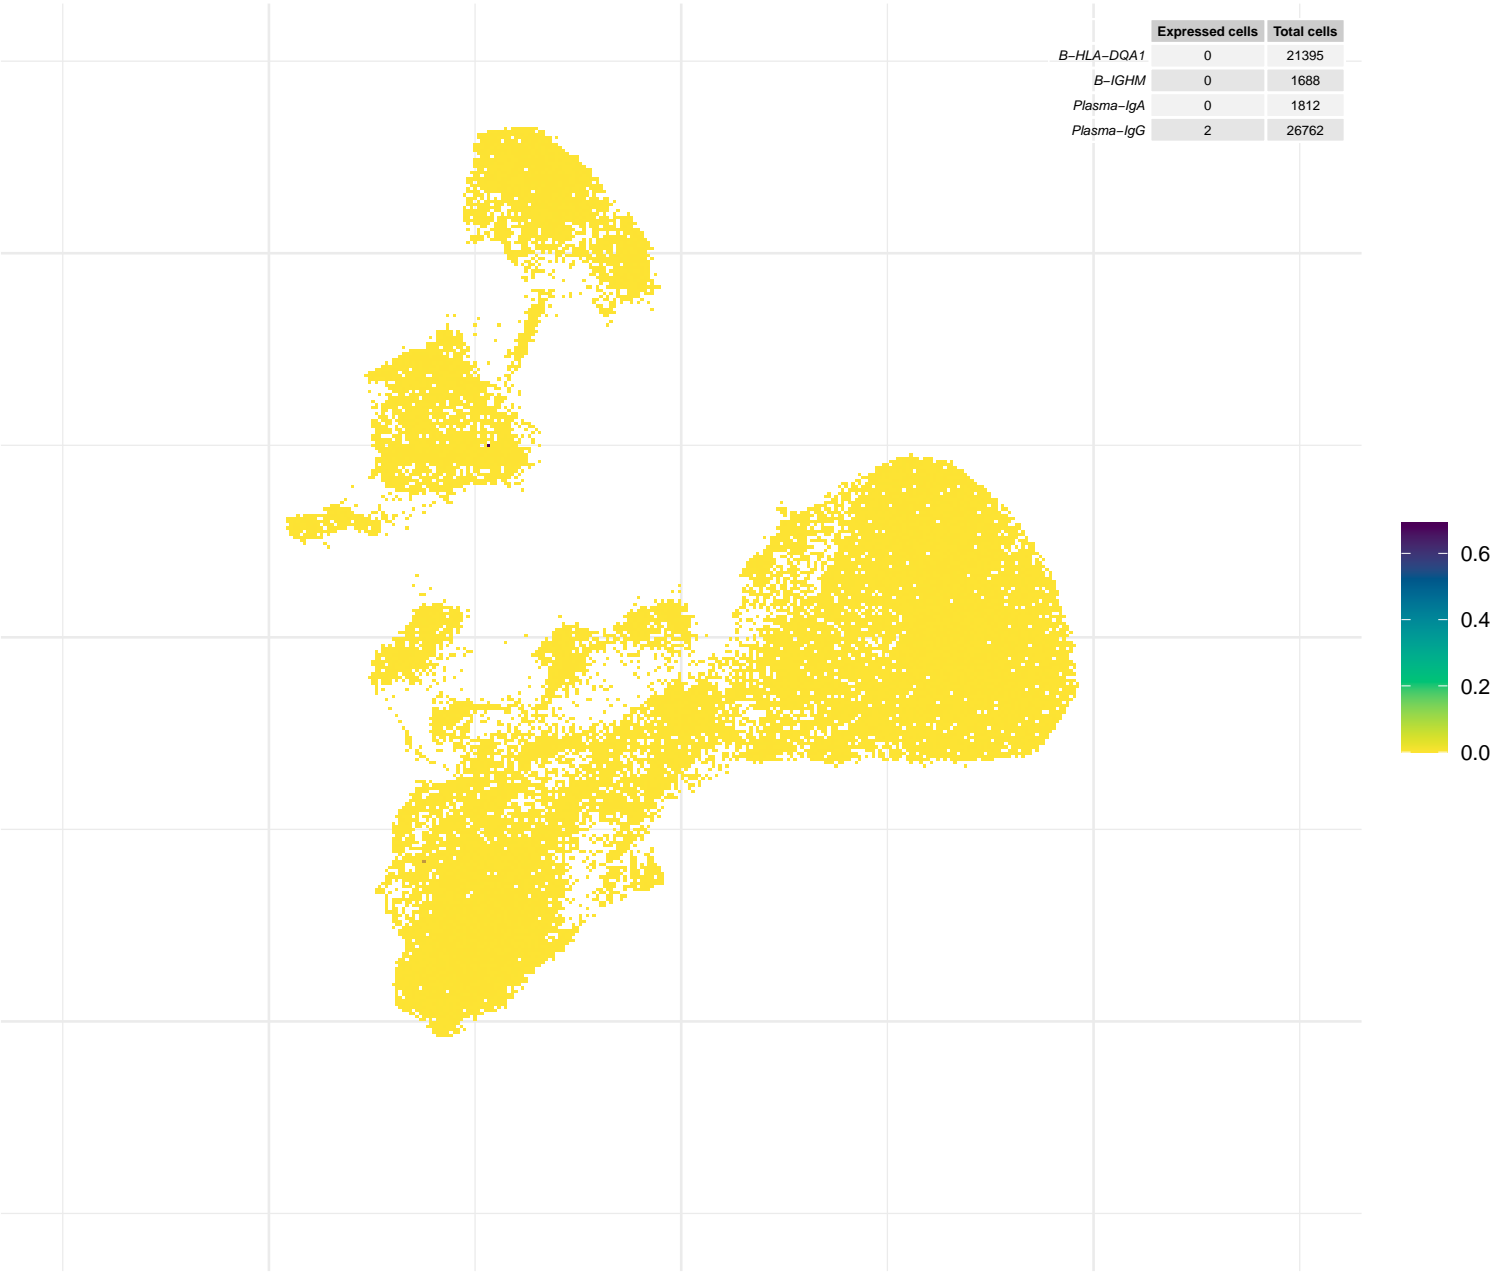 Expressed cells Total cells
B−HLA−DQA1 0 21395
B−IGHM 0 1688
Plasma−IgA 0 1812
Plasma−IgG 2 26762
0.6
0.4
0.2
0.0